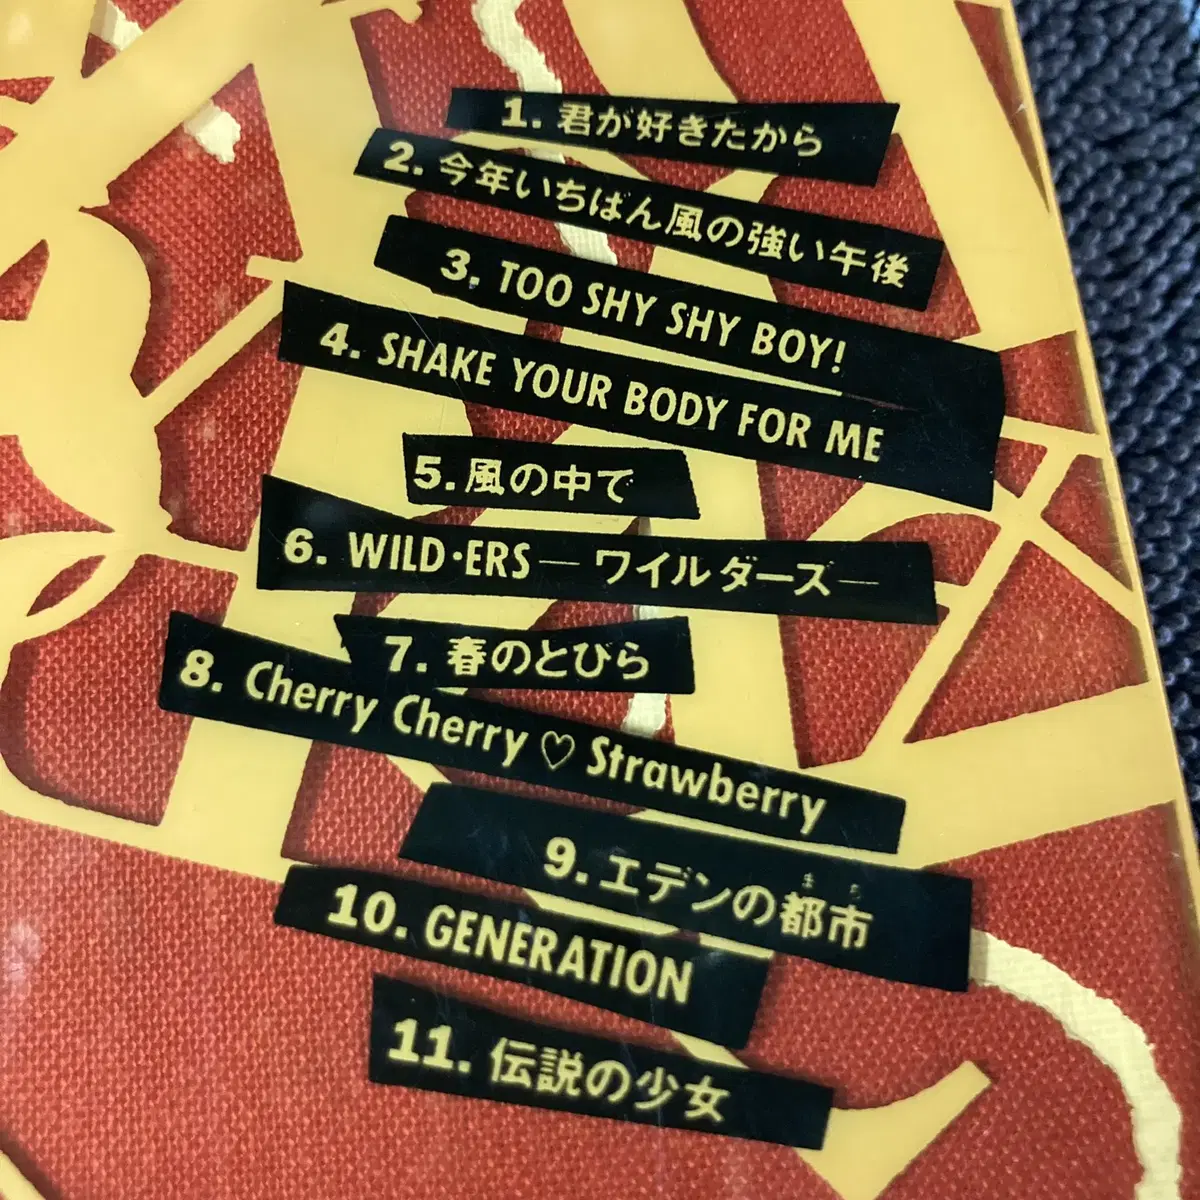 1. 君が好きだから
2. 今年いちばん風の強い午後
3. TOO SHY SHY BOY!
4. SHAKE YOUR BODY FOR ME
5. 風の中で
6. WILD・ERS ― ワイルダーズ ―
7. 春のとびら
8. Cherry Cherry ♡ Strawberry
9. エデンの都市
まち
10. GENERATION
11. 伝説の少女